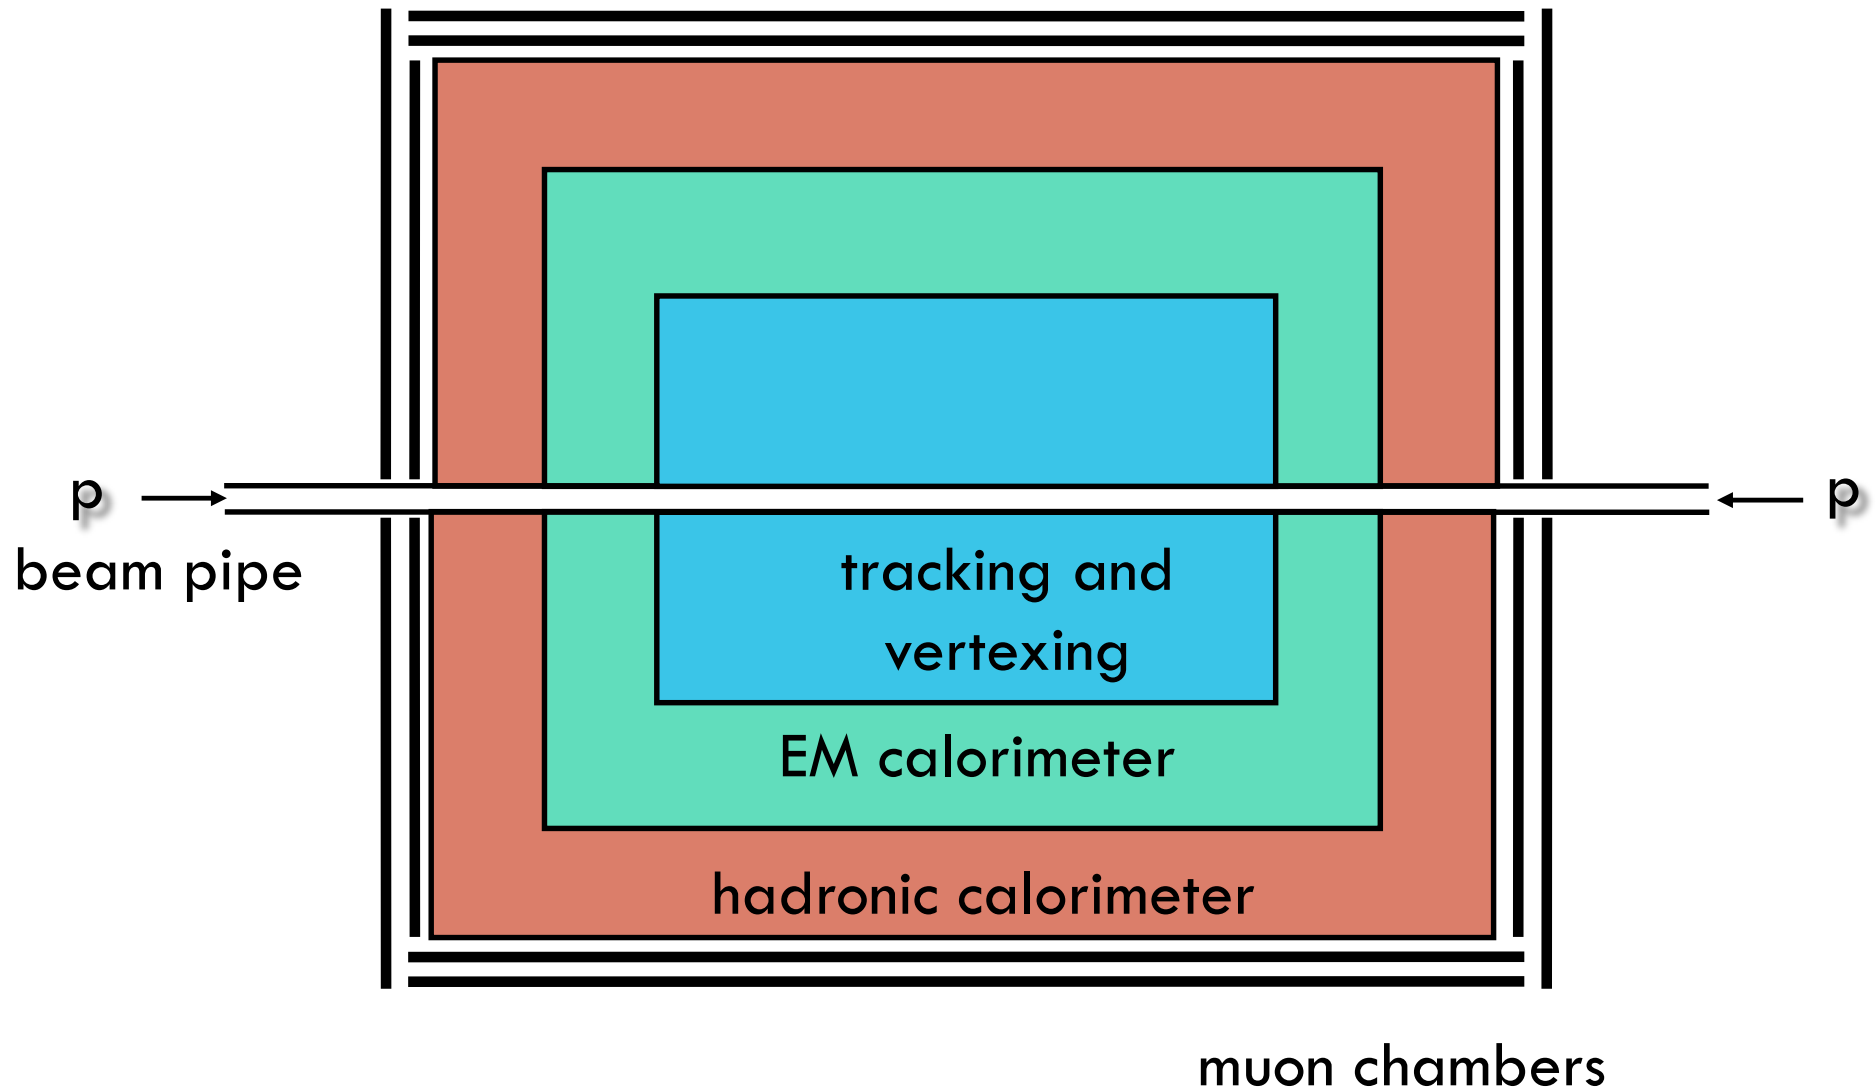 p
p
beam pipe
tracking and
vertexing
EM calorimeter
hadronic calorimeter
muon chambers